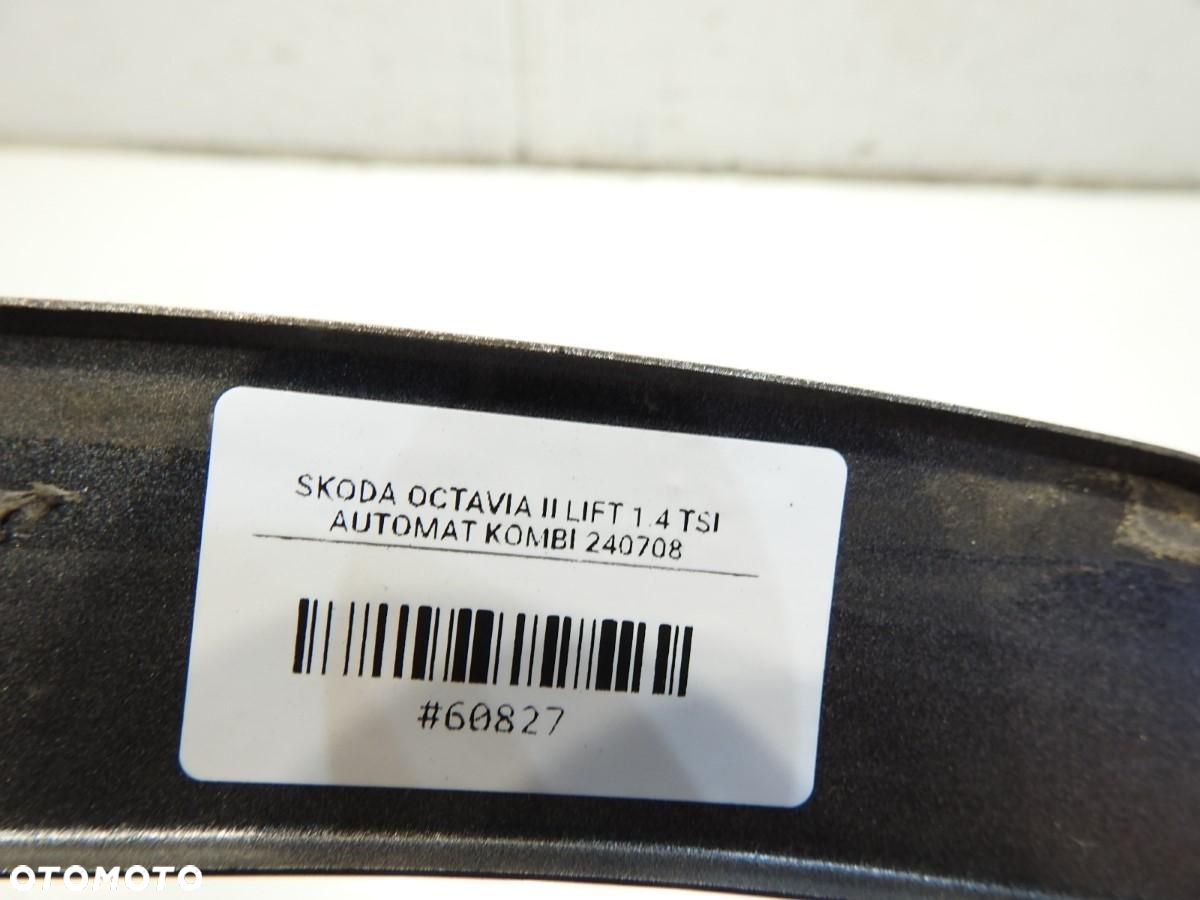 SKODA OCTAVIA II LIFT 1.4 TSI
AUTOMAT KOMBI 240708
#60827
OTOMOTO